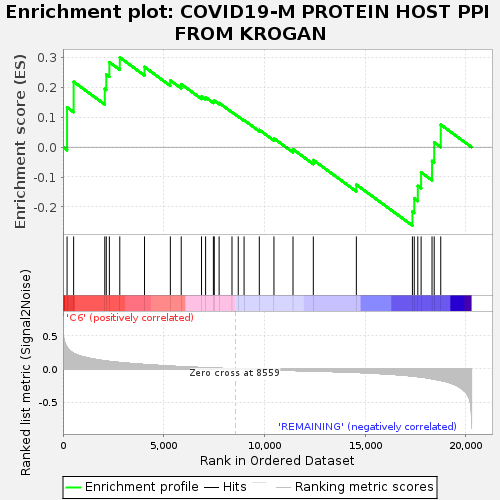 Enrichment plot: COVID19-M PROTEIN HOST PPI
FROM KROGAN
Enrichment score (ES)
0.3
0.2
0.1
0.0
-0.1
-0.2
'C6' (positively correlated)
Ranked list metric (Signal2Noise)
0.5
0.0
-0.5
Zero cross at 8559
'REMAINING' (negatively correlated)
0 5,000 10,000 15,000 20,000
Rank in Ordered Dataset
Enrichment profile Hits Ranking metric scores